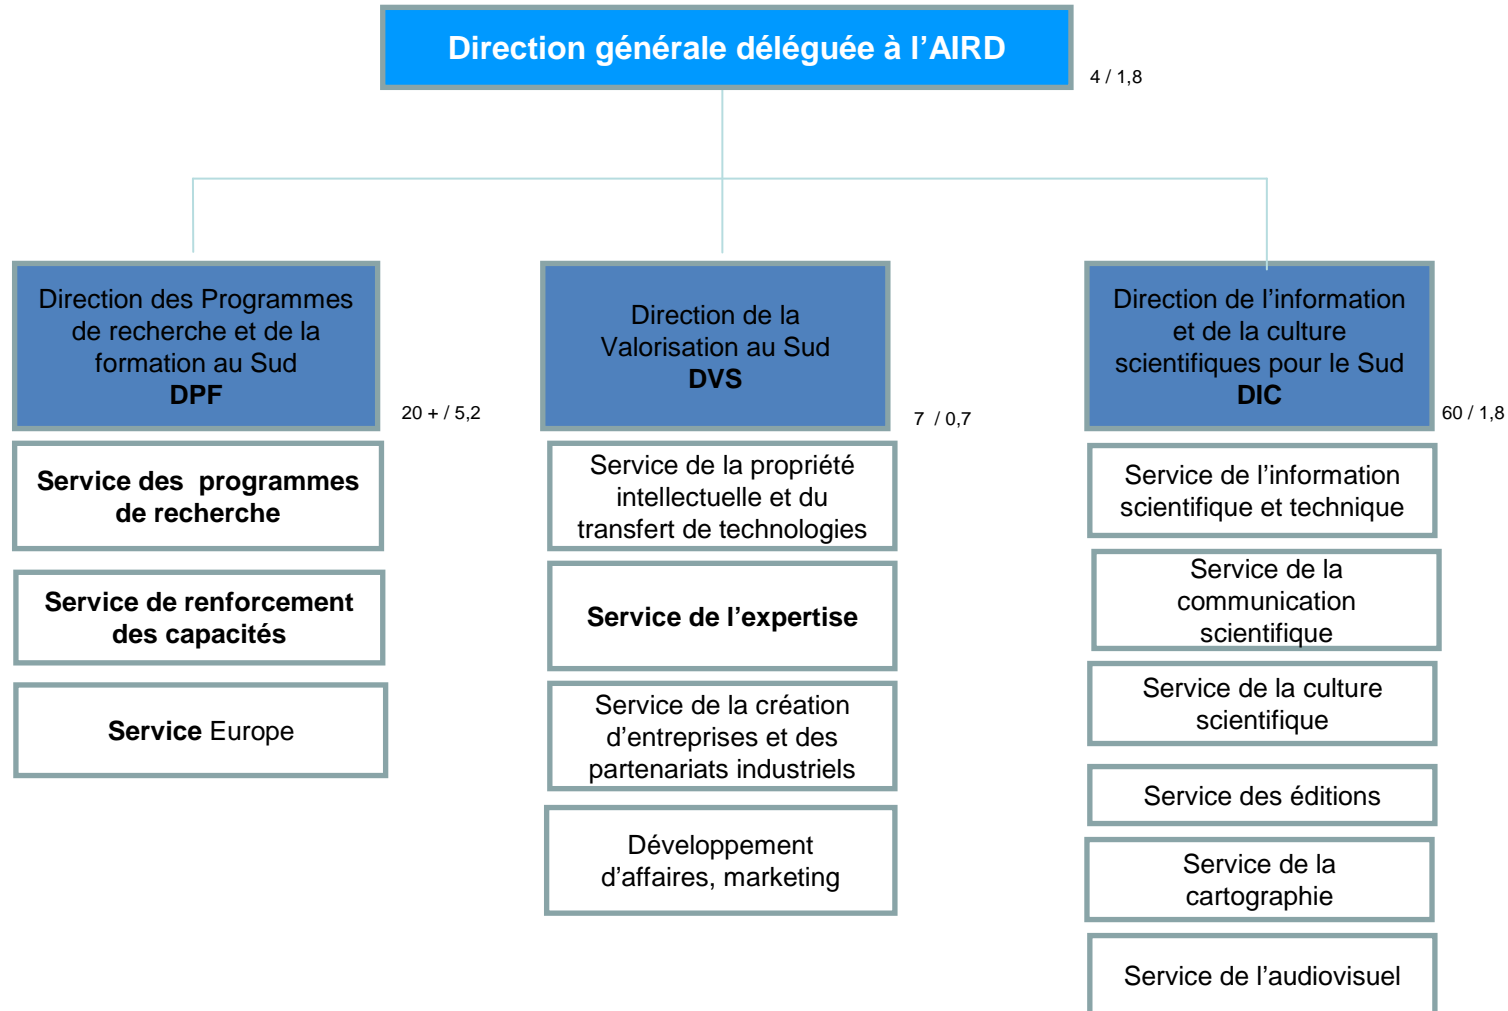 Direction générale déléguée à l’AIRD
4 / 1,8
Direction des Programmes
de recherche et de la
formation au Sud
DPF
20 + / 5,2
Service des programmes
de recherche
Service de renforcement
des capacités
Service Europe
Direction de la
Valorisation au Sud
DVS
7 / 0,7
Service de la propriété
intellectuelle et du
transfert de technologies
Service de l’expertise
Service de la création
d’entreprises et des
partenariats industriels
Développement
d’affaires, marketing
Direction de l’information
et de la culture
scientifiques pour le Sud
DIC
60 / 1,8
Service de l’information
scientifique et technique
Service de la
communication
scientifique
Service de la culture
scientifique
Service des éditions
Service de la
cartographie
Service de l’audiovisuel